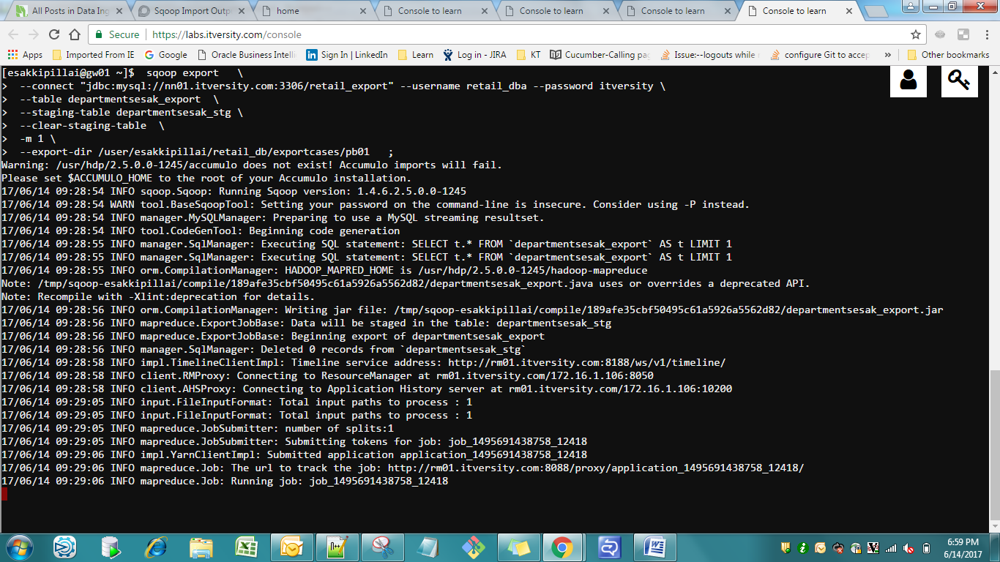 All Posts in Data Ing
Sqoop Import Outp
home
Console to learn
Console to learn
Console to learn
Console to learn
Secure https://labs.itversity.com/console
Apps Imported From IE Google Oracle Business Intelli Sign In | LinkedIn Learn Log in - JIRA KT Cucumber-Calling pag Issue:--logouts while configure Git to accep » Other bookmarks
[esakkipillai@gw01 ~]$ sqoop export \
> --connect "jdbc:mysql://nn01.itversity.com:3306/retail_export" --username retail_dba --password itversity \
> --table departmentsesak_export \
> --staging-table departmentsesak_stg \
> --clear-staging-table \
> -m 1 \
> --export-dir /user/esakkipillai/retail_db/exportcases/pb01 ;
Warning: /usr/hdp/2.5.0.0-1245/accumulo does not exist! Accumulo imports will fail.
Please set $ACCUMULO_HOME to the root of your Accumulo installation.
17/06/14 09:28:54 INFO sqoop.Sqoop: Running Sqoop version: 1.4.6.2.5.0.0-1245
17/06/14 09:28:54 WARN tool.BaseSqoopTool: Setting your password on the command-line is insecure. Consider using -P instead.
17/06/14 09:28:54 INFO manager.MySQLManager: Preparing to use a MySQL streaming resultset.
17/06/14 09:28:54 INFO tool.CodeGenTool: Beginning code generation
17/06/14 09:28:55 INFO manager.SqlManager: Executing SQL statement: SELECT t.* FROM `departmentsesak_export` AS t LIMIT 1
17/06/14 09:28:55 INFO manager.SqlManager: Executing SQL statement: SELECT t.* FROM `departmentsesak_export` AS t LIMIT 1
17/06/14 09:28:55 INFO orm.CompilationManager: HADOOP_MAPRED_HOME is /usr/hdp/2.5.0.0-1245/hadoop-mapreduce
Note: /tmp/sqoop-esakkipillai/compile/189afe35cbf50495c61a5926a5562d82/departmentsesak_export.java uses or overrides a deprecated API.
Note: Recompile with -Xlint:deprecation for details.
17/06/14 09:28:56 INFO orm.CompilationManager: Writing jar file: /tmp/sqoop-esakkipillai/compile/189afe35cbf50495c61a5926a5562d82/departmentsesak_export.jar
17/06/14 09:28:56 INFO mapreduce.ExportJobBase: Data will be staged in the table: departmentsesak_stg
17/06/14 09:28:56 INFO mapreduce.ExportJobBase: Beginning export of departmentsesak_export
17/06/14 09:28:56 INFO manager.SqlManager: Deleted 0 records from `departmentsesak_stg`
17/06/14 09:28:58 INFO impl.TimelineClientImpl: Timeline service address: http://rm01.itversity.com:8188/ws/v1/timeline/
17/06/14 09:28:58 INFO client.RMProxy: Connecting to ResourceManager at rm01.itversity.com/172.16.1.106:8050
17/06/14 09:28:58 INFO client.AHSProxy: Connecting to Application History server at rm01.itversity.com/172.16.1.106:10200
17/06/14 09:29:05 INFO input.FileInputFormat: Total input paths to process : 1
17/06/14 09:29:05 INFO input.FileInputFormat: Total input paths to process : 1
17/06/14 09:29:05 INFO mapreduce.JobSubmitter: number of splits:1
17/06/14 09:29:05 INFO mapreduce.JobSubmitter: Submitting tokens for job: job_1495691438758_12418
17/06/14 09:29:06 INFO impl.YarnClientImpl: Submitted application application_1495691438758_12418
17/06/14 09:29:06 INFO mapreduce.Job: The url to track the job: http://rm01.itversity.com:8088/proxy/application_1495691438758_12418/
17/06/14 09:29:06 INFO mapreduce.Job: Running job: job_1495691438758_12418
6:59 PM
6/14/2017